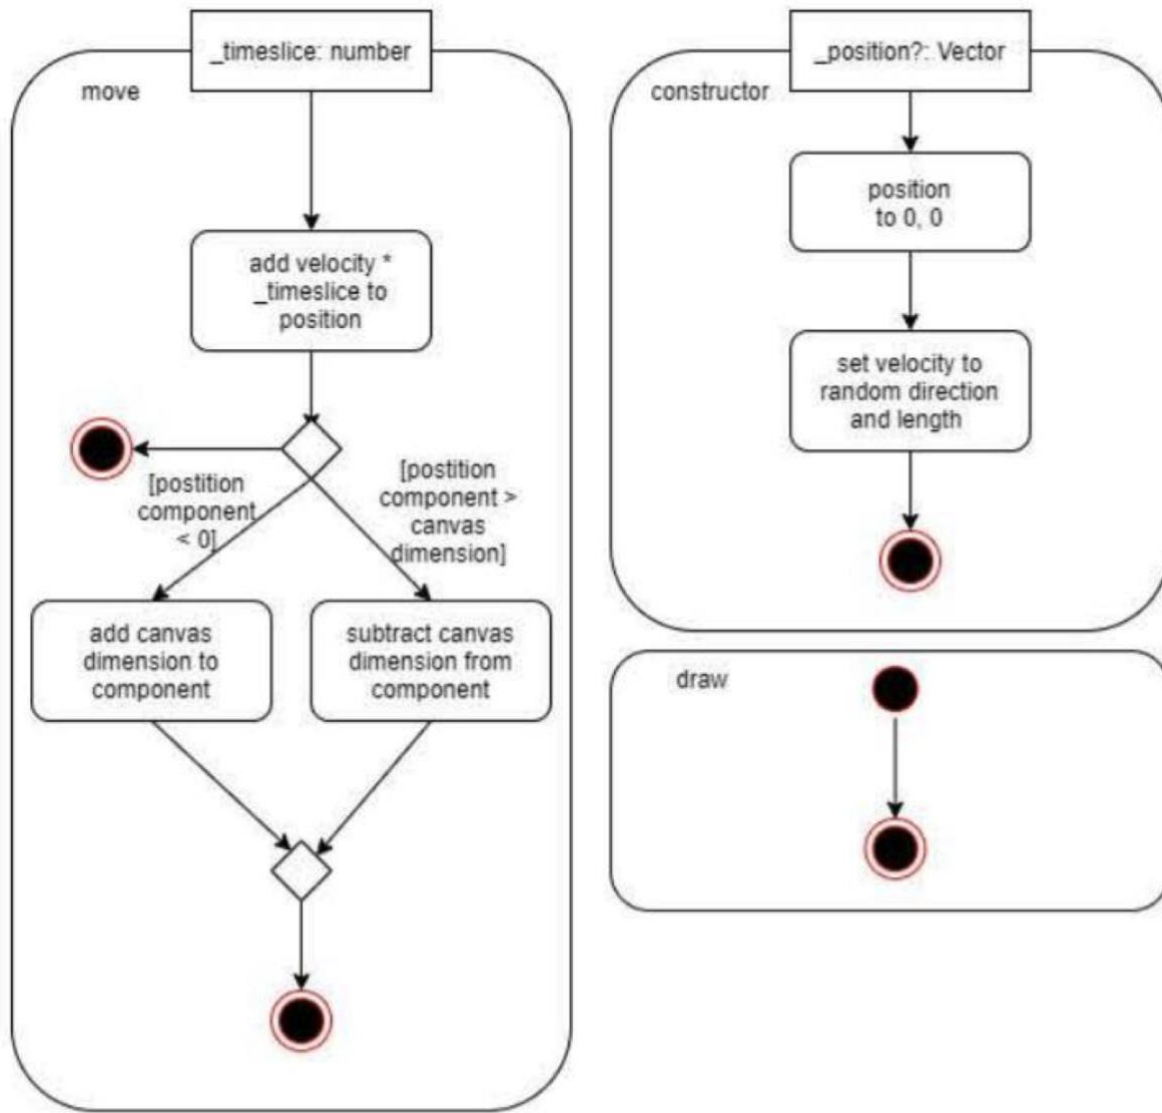 _timeslice: number
move
add velocity *
_timeslice to
position
[postition
component
< 0]
[postition
component >
canvas
dimension]
add canvas
dimension to
component
subtract canvas
dimension from
component
_position?: Vector
constructor
position
to 0, 0
set velocity to
random direction
and length
draw